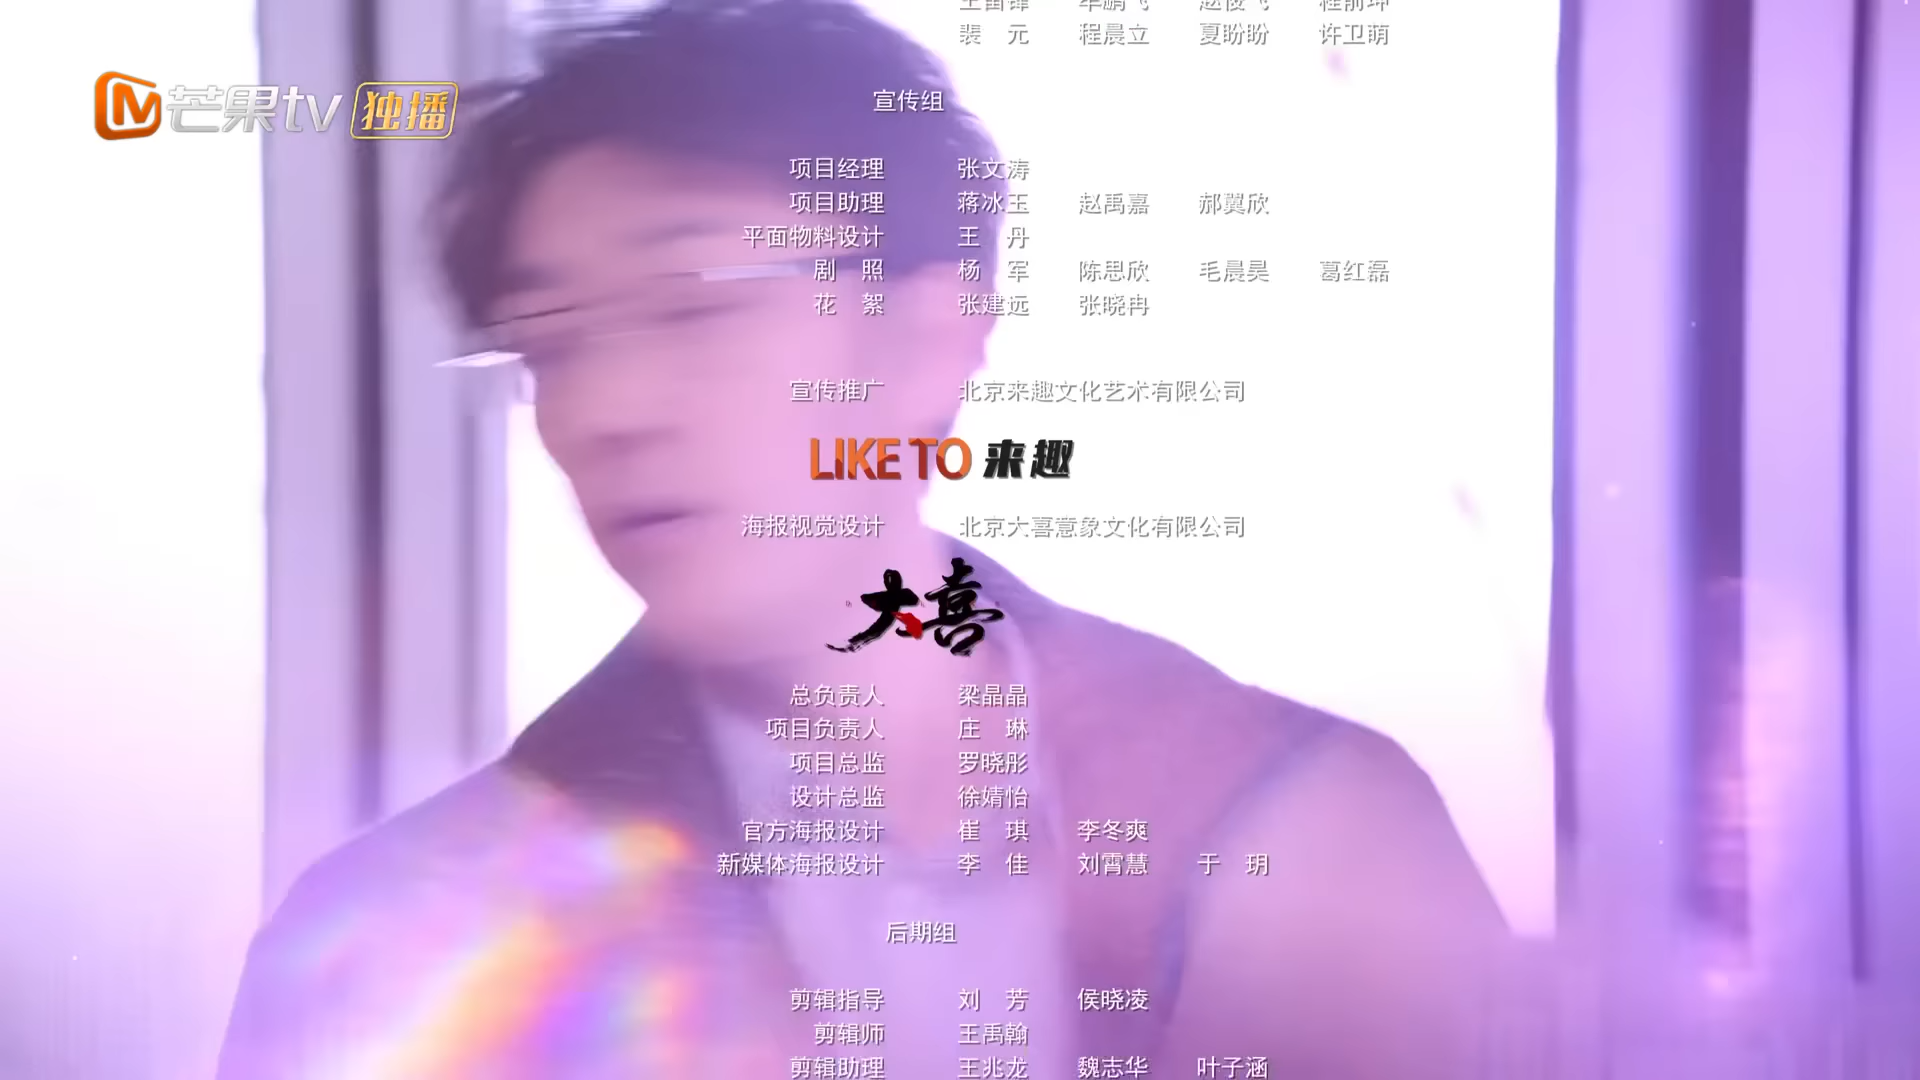 裴 元 程晨立 夏盼盼 许卫萌
芒果tv 独播
宣传组
项目经理 张文涛
项目助理 蒋冰玉 赵禹嘉 郝翼欣
平面物料设计 王 丹
剧 照 杨 军 陈思欣 毛晨昊 葛红磊
花 絮 张建远 张晓冉
宣传推广 北京来趣文化艺术有限公司
LIKE TO 来趣
海报视觉设计 北京大喜意象文化有限公司
大喜
总负责人 梁晶晶
项目负责人 庄 琳
项目总监 罗晓彤
设计总监 徐婧怡
官方海报设计 崔 琪 李冬爽
新媒体海报设计 李 佳 刘霄慧 于 玥
后期组
剪辑指导 刘 芳 侯晓凌
剪辑师 王禹翰
剪辑助理 王兆龙 魏志华 叶子涵